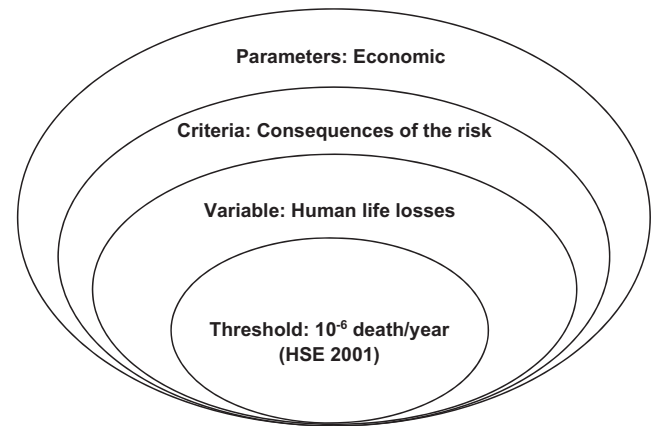 Parameters: Economic
Criteria: Consequences of the risk
Variable: Human life losses
Threshold: 10⁻⁶ death/year
(HSE 2001)